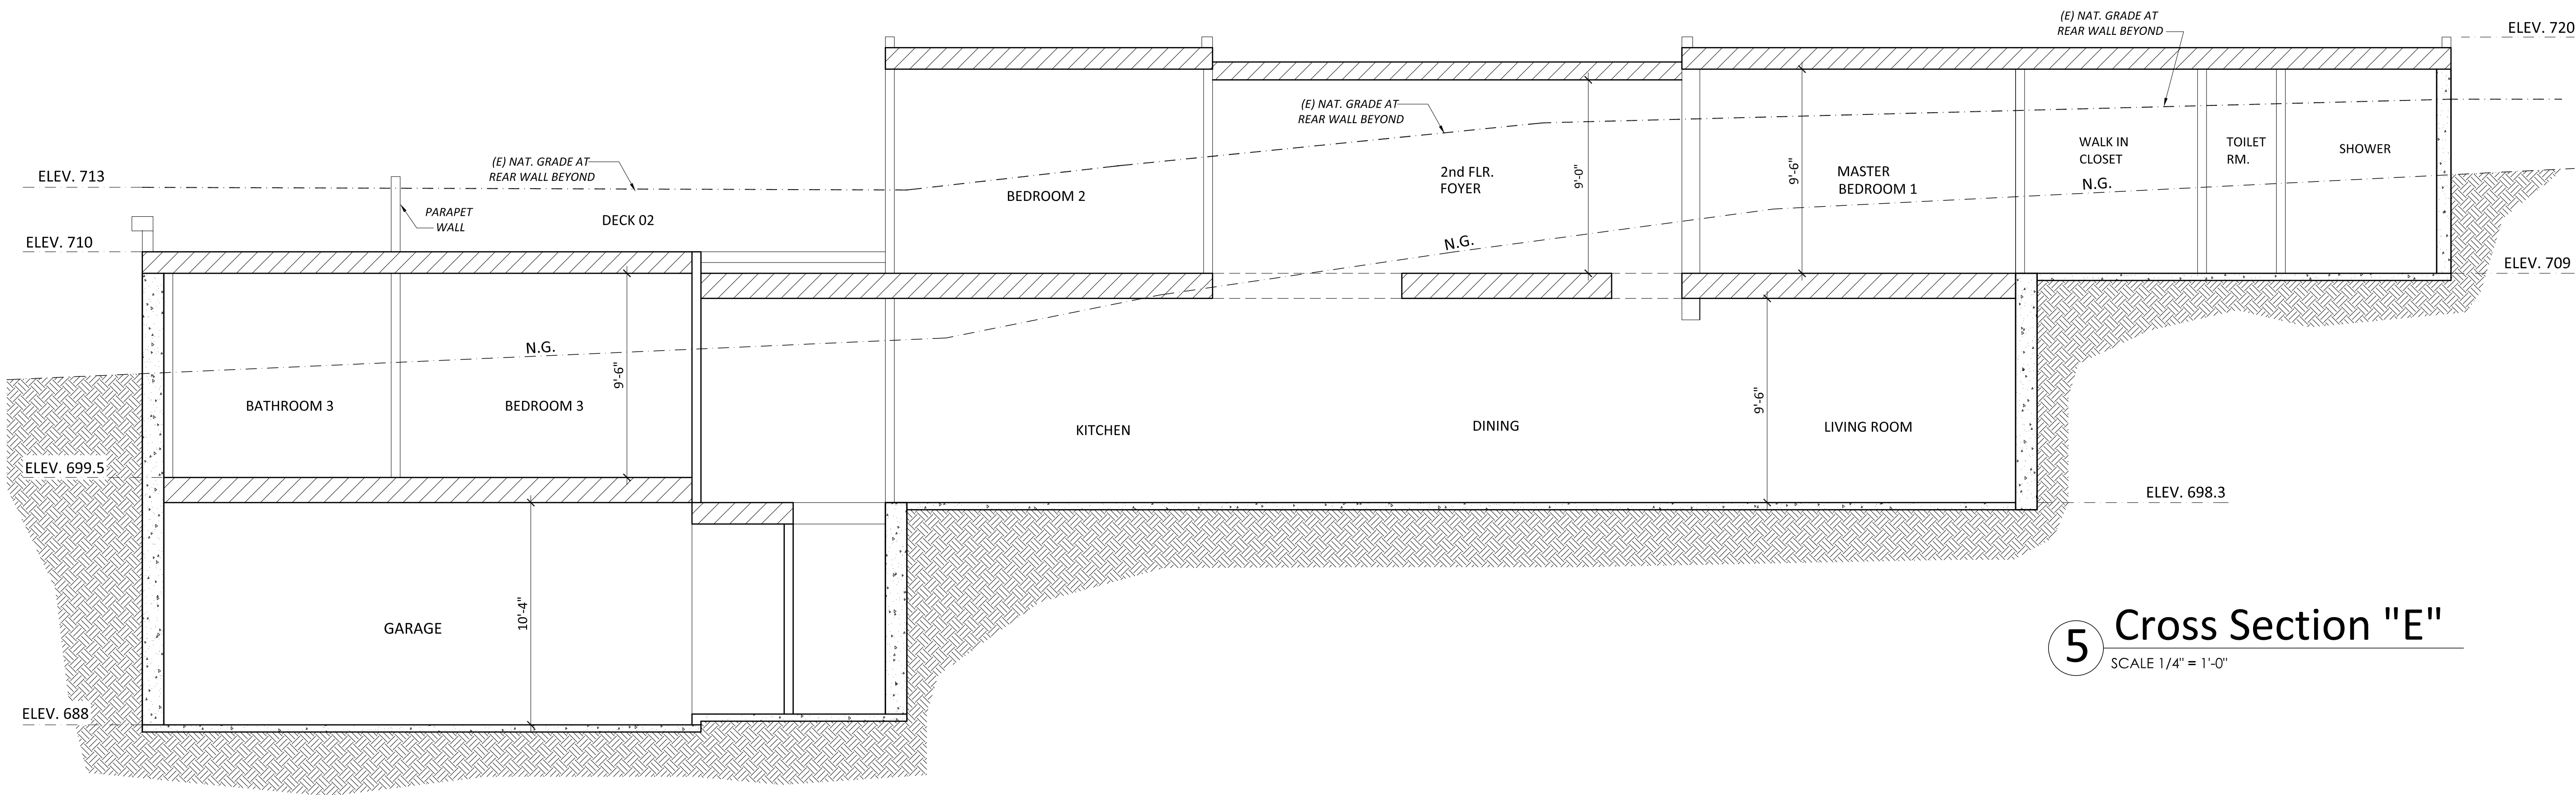 (E) NAT. GRADE AT
REAR WALL BEYOND
ELEV. 720
(E) NAT. GRADE AT
REAR WALL BEYOND
(E) NAT. GRADE AT
REAR WALL BEYOND
ELEV. 713
PARAPET
WALL
DECK 02
BEDROOM 2
2nd FLR.
FOYER
9'-0"
9'-6"
MASTER
BEDROOM 1
WALK IN
CLOSET
TOILET
RM.
SHOWER
N.G.
N.G.
ELEV. 710
ELEV. 709
N.G.
9'-6"
BATHROOM 3
BEDROOM 3
KITCHEN
DINING
9'-6"
LIVING ROOM
ELEV. 699.5
ELEV. 698.3
GARAGE
10'-4"
ELEV. 688
5
Cross Section "E"
SCALE 1/4" = 1'-0"